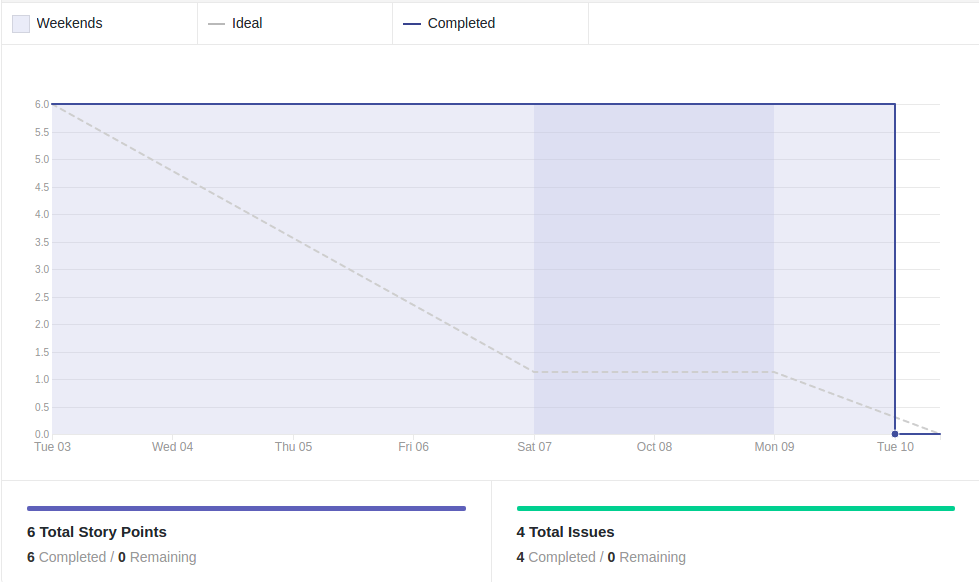 Weekends
Ideal
Completed
6.0
5.5
5.0
4.5
4.0
3.5
3.0
2.5
2.0
1.5
1.0
0.5
0.0
Tue 03 Wed 04 Thu 05 Fri 06 Sat 07 Oct 08 Mon 09 Tue 10
6 Total Story Points
6 Completed / 0 Remaining
4 Total Issues
4 Completed / 0 Remaining